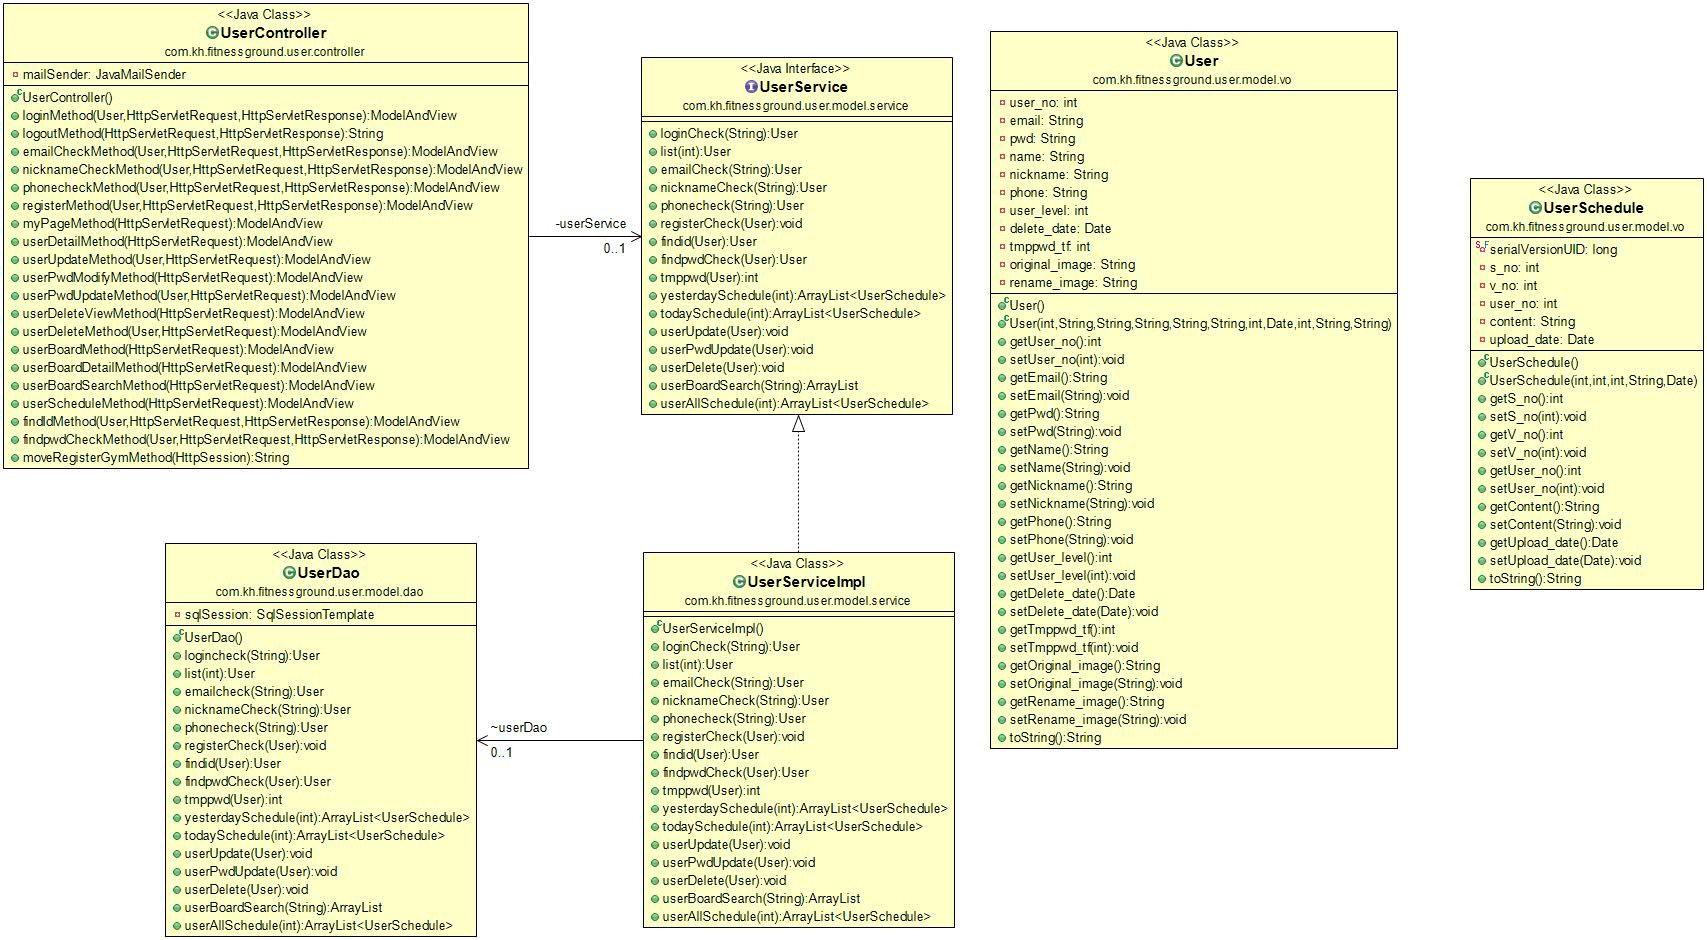 <<Java Class>>
UserController
com.kh.fitnessground.user.controller
mailSender: JavaMailSender
UserController()
loginMethod(User,HttpServletRequest,HttpServletResponse):ModelAndView
logoutMethod(HttpServletRequest,HttpServletResponse):String
emailCheckMethod(User,HttpServletRequest,HttpServletResponse):ModelAndView
nicknameCheckMethod(User,HttpServletRequest,HttpServletResponse):ModelAndView
phonecheckMethod(User,HttpServletRequest,HttpServletResponse):ModelAndView
registerMethod(User,HttpServletRequest,HttpServletResponse):ModelAndView
myPageMethod(HttpServletRequest):ModelAndView
userDetailMethod(HttpServletRequest):ModelAndView
userUpdateMethod(User,HttpServletRequest):ModelAndView
userPwdModifyMethod(HttpServletRequest):ModelAndView
userPwdUpdateMethod(User,HttpServletRequest):ModelAndView
userDeleteViewMethod(HttpServletRequest):ModelAndView
userDeleteMethod(User,HttpServletRequest):ModelAndView
userBoardMethod(HttpServletRequest):ModelAndView
userBoardDetailMethod(HttpServletRequest):ModelAndView
userBoardSearchMethod(HttpServletRequest):ModelAndView
userScheduleMethod(HttpServletRequest):ModelAndView
findIdMethod(User,HttpServletRequest,HttpServletResponse):ModelAndView
findpwdCheckMethod(User,HttpServletRequest,HttpServletResponse):ModelAndView
moveRegisterGymMethod(HttpSession):String
-userService
0..1
<<Java Interface>>
UserService
com.kh.fitnessground.user.model.service
loginCheck(String):User
list(int):User
emailCheck(String):User
nicknameCheck(String):User
phonecheck(String):User
registerCheck(User):void
findid(User):User
findpwdCheck(User):User
tmppwd(User):int
yesterdaySchedule(int):ArrayList<UserSchedule>
todaySchedule(int):ArrayList<UserSchedule>
userUpdate(User):void
userPwdUpdate(User):void
userDelete(User):void
userBoardSearch(String):ArrayList
userAllSchedule(int):ArrayList<UserSchedule>
<<Java Class>>
User
com.kh.fitnessground.user.model.vo
user_no: int
email: String
pwd: String
name: String
nickname: String
phone: String
user_level: int
delete_date: Date
tmppwd_tf: int
original_image: String
rename_image: String
User()
User(int,String,String,String,String,String,int,Date,int,String,String)
getUser_no():int
setUser_no(int):void
getEmail():String
setEmail(String):void
getPwd():String
setPwd(String):void
getName():String
setName(String):void
getNickname():String
setNickname(String):void
getPhone():String
setPhone(String):void
getUser_level():int
setUser_level(int):void
getDelete_date():Date
setDelete_date(Date):void
getTmppwd_tf():int
setTmppwd_tf(int):void
getOriginal_image():String
setOriginal_image(String):void
getRename_image():String
setRename_image(String):void
toString():String
<<Java Class>>
UserSchedule
com.kh.fitnessground.user.model.vo
serialVersionUID: long
s_no: int
v_no: int
user_no: int
content: String
upload_date: Date
UserSchedule()
UserSchedule(int,int,int,String,Date)
getS_no():int
setS_no(int):void
getV_no():int
setV_no(int):void
getUser_no():int
setUser_no(int):void
getContent():String
setContent(String):void
getUpload_date():Date
setUpload_date(Date):void
toString():String
<<Java Class>>
UserDao
com.kh.fitnessground.user.model.dao
sqlSession: SqlSessionTemplate
UserDao()
logincheck(String):User
list(int):User
emailcheck(String):User
nicknameCheck(String):User
phonecheck(String):User
registerCheck(User):void
findid(User):User
findpwdCheck(User):User
tmppwd(User):int
yesterdaySchedule(int):ArrayList<UserSchedule>
todaySchedule(int):ArrayList<UserSchedule>
userUpdate(User):void
userPwdUpdate(User):void
userDelete(User):void
userBoardSearch(String):ArrayList
userAllSchedule(int):ArrayList<UserSchedule>
~userDao
0..1
<<Java Class>>
UserServiceImpl
com.kh.fitnessground.user.model.service
UserServiceImpl()
loginCheck(String):User
list(int):User
emailCheck(String):User
nicknameCheck(String):User
phonecheck(String):User
registerCheck(User):void
findid(User):User
findpwdCheck(User):User
tmppwd(User):int
yesterdaySchedule(int):ArrayList<UserSchedule>
todaySchedule(int):ArrayList<UserSchedule>
userUpdate(User):void
userPwdUpdate(User):void
userDelete(User):void
userBoardSearch(String):ArrayList
userAllSchedule(int):ArrayList<UserSchedule>